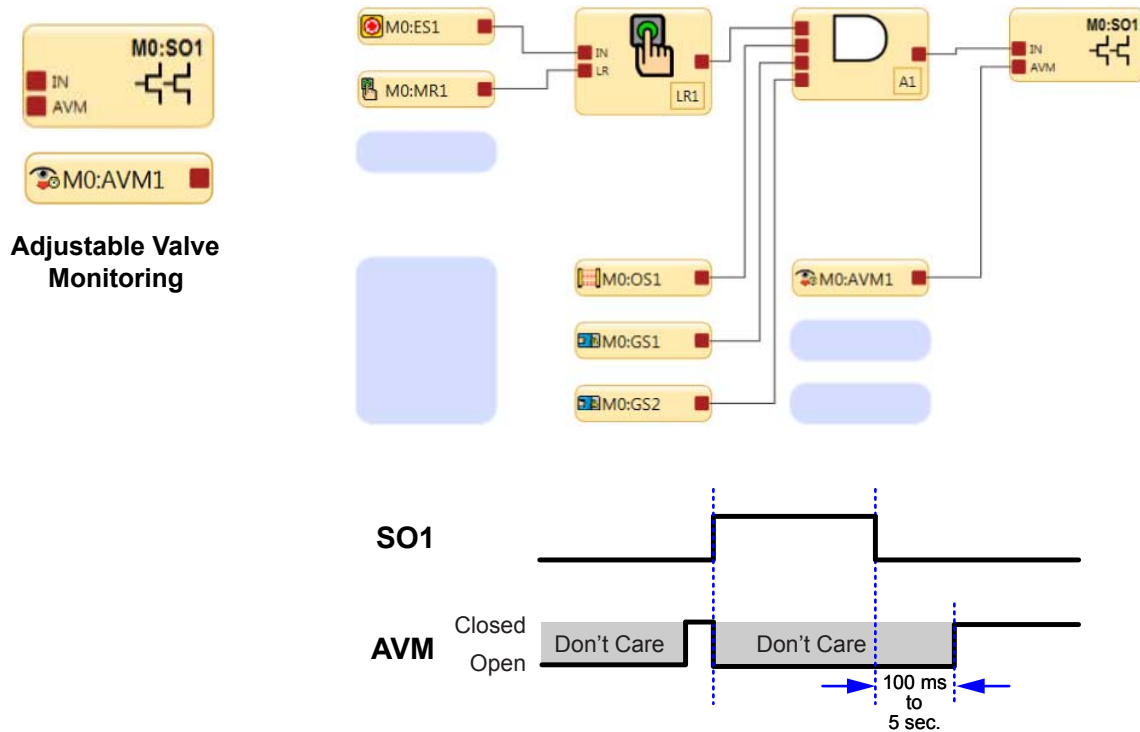 M0:SO1
IN
AVM
M0:AVM1
Adjustable Valve
Monitoring
M0:ES1
M0:MR1
IN
LR
LR1
A1
M0:SO1
IN
AVM
M0:OS1
M0:GS1
M0:GS2
M0:AVM1
SO1
AVM
Closed
Open
Don't Care
Don't Care
100 ms
to
5 sec.